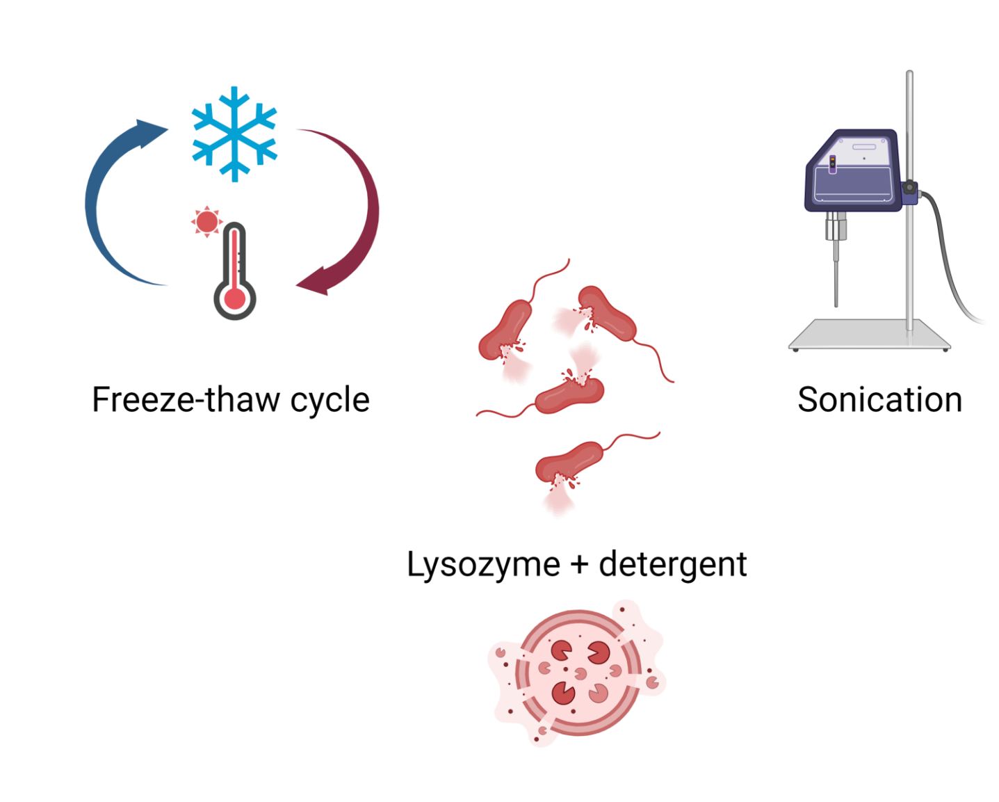 Freeze-thaw cycle
Sonication
Lysozyme + detergent